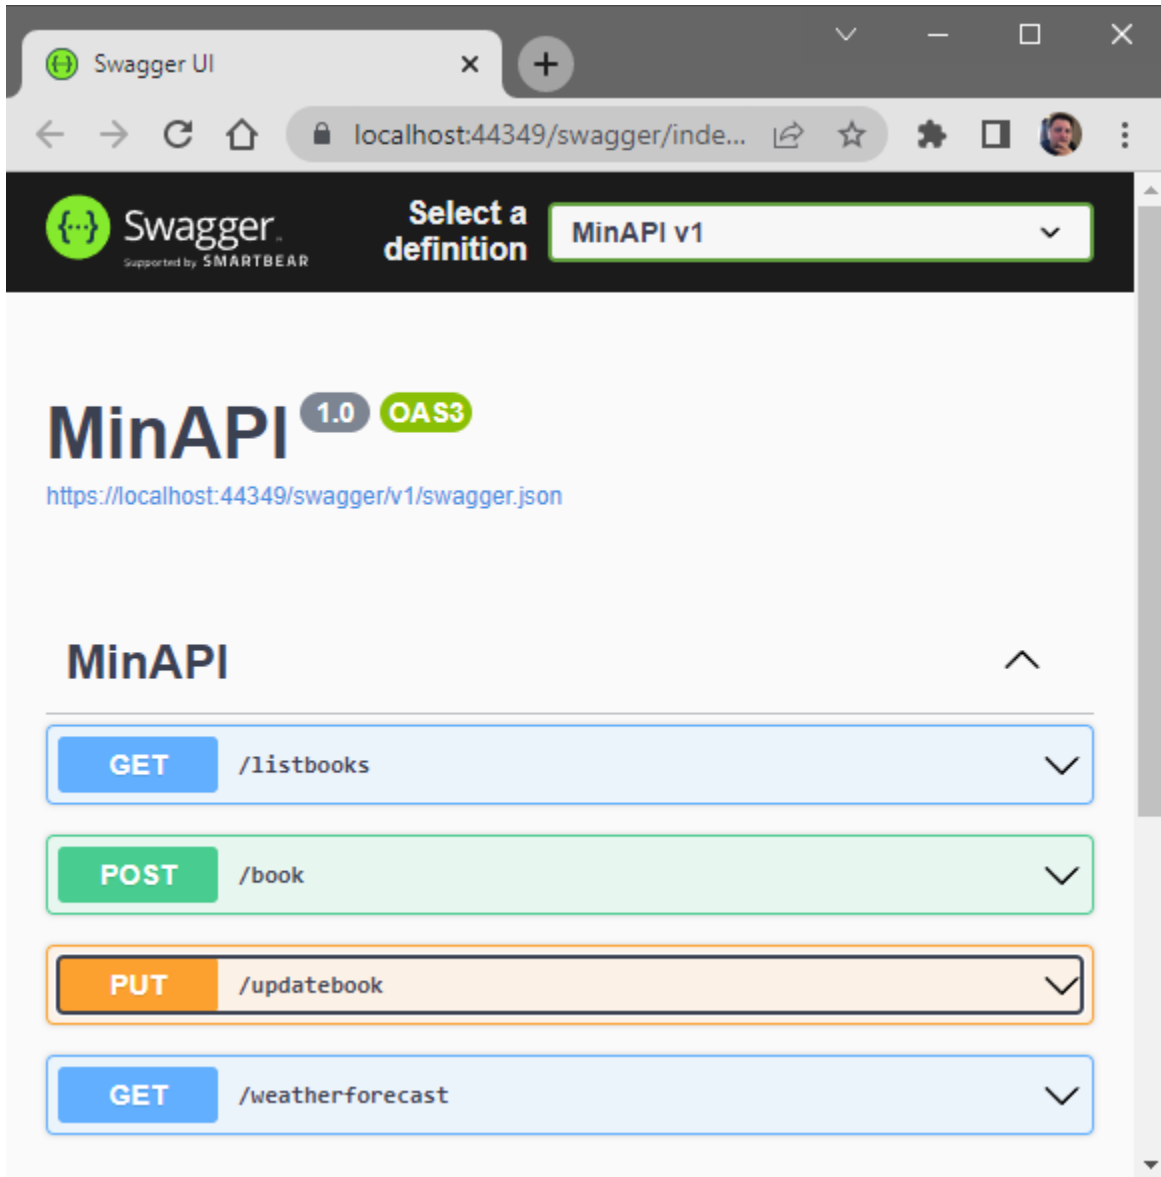 Swagger UI
localhost:44349/swagger/inde...
Swagger.
Supported by SMARTBEAR
Select a
definition
MinAPI v1
MinAPI 1.0 OAS3
https://localhost:44349/swagger/v1/swagger.json
MinAPI
GET /listbooks
POST /book
PUT /updatebook
GET /weatherforecast